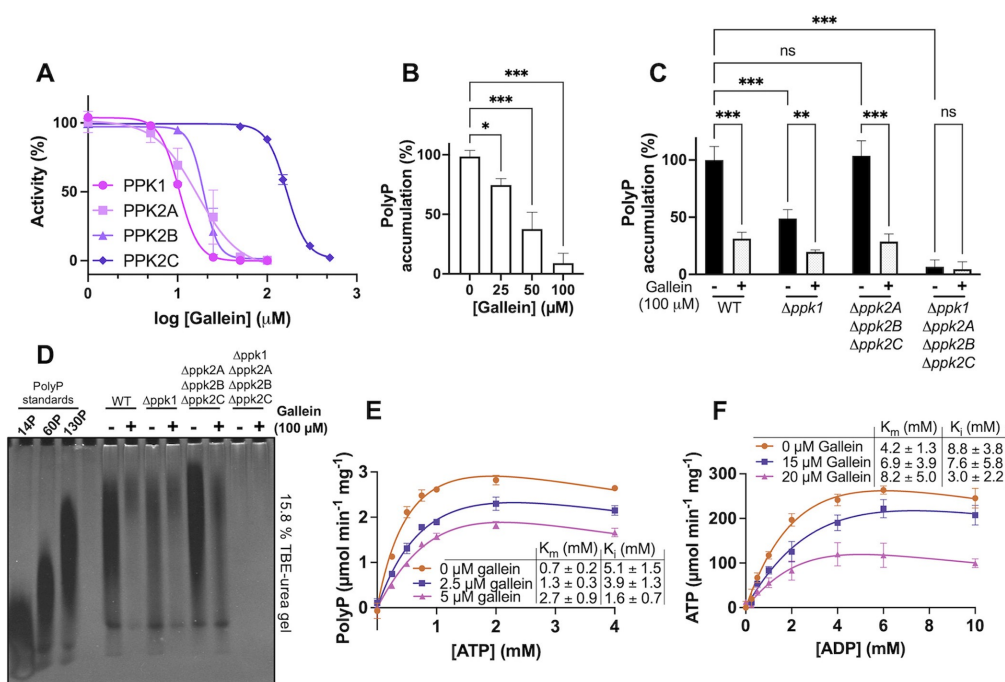 A
Activity (%)
100
50
0
PPK1
PPK2A
PPK2B
PPK2C
0 1 2 3
log [Gallein] (μM)
B
***
***
*
PolyP
accumulation (%)
100
50
0
0 25 50 100
[Gallein] (μM)
C
***
ns
***
*** ** *** ns
PolyP
accumulation (%)
100
50
0
Gallein
(100 μM)
- + - + - + - +
WT
Δppk1
Δppk2A
Δppk2B
Δppk2C
Δppk1
Δppk2A
Δppk2B
Δppk2C
D
PolyP
standards
14P 60P 130P
WT
Δppk1
Δppk2A
Δppk2B
Δppk2C
Δppk1
Δppk2A
Δppk2B
Δppk2C
Gallein
(100 μM)
- + - + - + - +
15.8 % TBE-urea gel
E
PolyP (μmol min⁻¹ mg⁻¹)
3
2
1
0
Km (mM) Ki (mM)
0 μM gallein 0.7 ± 0.2 5.1 ± 1.5
2.5 μM gallein 1.3 ± 0.3 3.9 ± 1.3
5 μM gallein 2.7 ± 0.9 1.6 ± 0.7
1 2 3 4
[ATP] (mM)
F
Km (mM) Ki (mM)
0 μM Gallein 4.2 ± 1.3 8.8 ± 3.8
15 μM Gallein 6.9 ± 3.9 7.6 ± 5.8
20 μM Gallein 8.2 ± 5.0 3.0 ± 2.2
ATP (μmol min⁻¹ mg⁻¹)
300
200
100
0
0 2 4 6 8 10
[ADP] (mM)